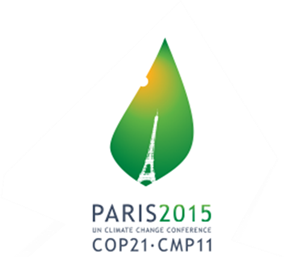 PARIS2015
UN CLIMATE CHANGE CONFERENCE
COP21·CMP11